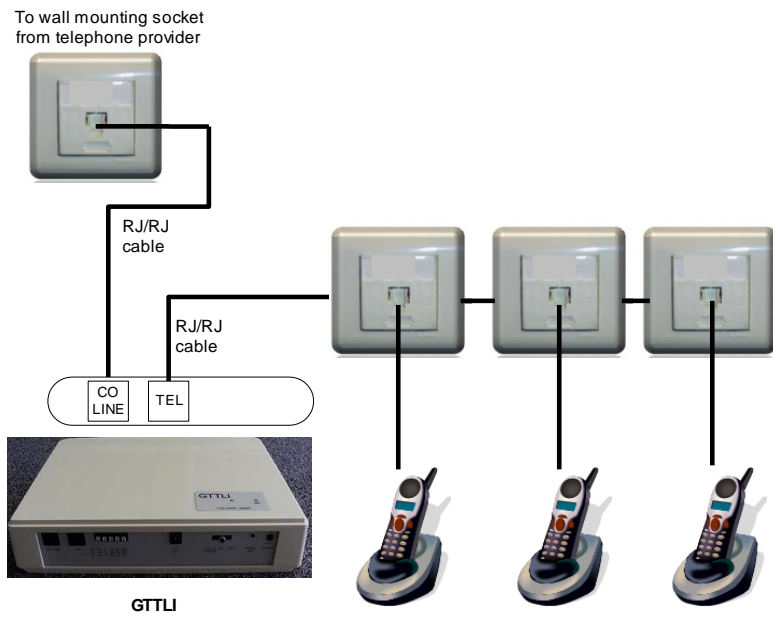 To wall mounting socket
from telephone provider
RJ/RJ
cable
RJ/RJ
cable
CO
LINE
TEL
GTTLI
GTTLI